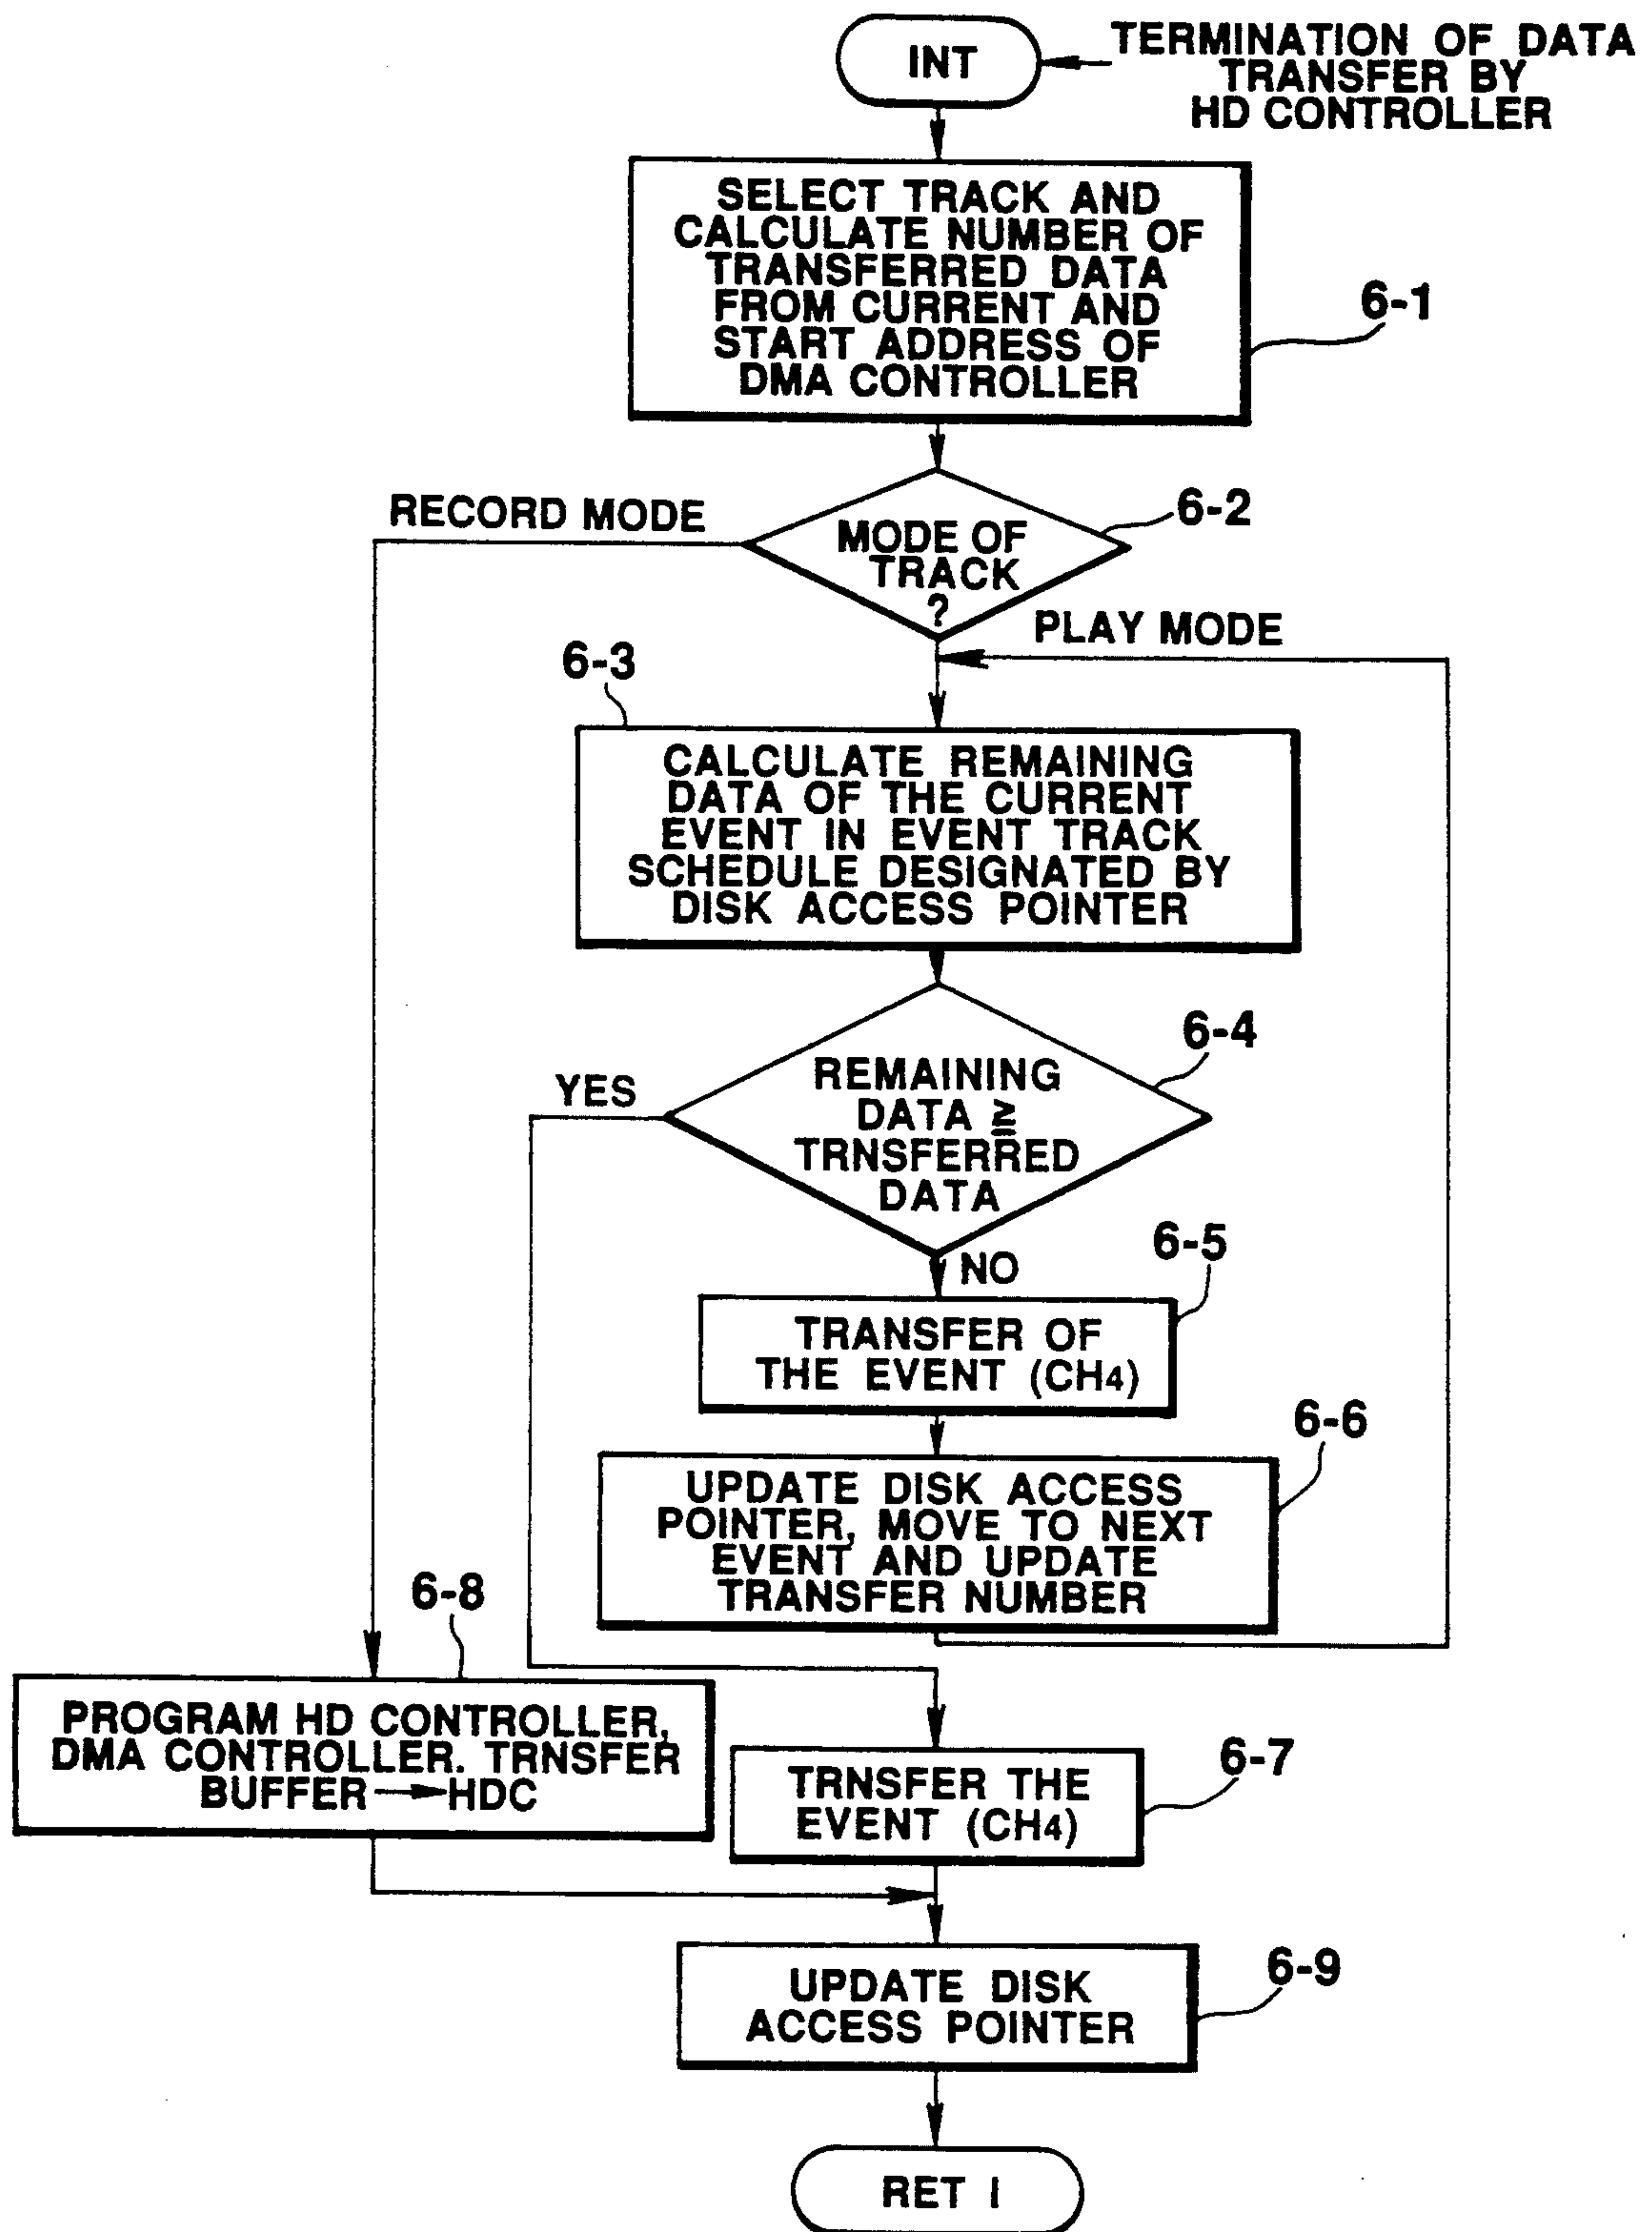 INT
TERMINATION OF DATA
TRANSFER BY
HD CONTROLLER
SELECT TRACK AND
CALCULATE NUMBER OF
TRANSFERRED DATA
FROM CURRENT AND
START ADDRESS OF
DMA CONTROLLER
6-1
RECORD MODE
MODE OF
TRACK
?
6-2
PLAY MODE
6-3
CALCULATE REMAINING
DATA OF THE CURRENT
EVENT IN EVENT TRACK
SCHEDULE DESIGNATED BY
DISK ACCESS POINTER
6-4
YES
REMAINING
DATA ≧
TRNSFERRED
DATA
NO
6-5
TRANSFER OF
THE EVENT (CH4)
6-6
UPDATE DISK ACCESS
POINTER, MOVE TO NEXT
EVENT AND UPDATE
TRANSFER NUMBER
6-8
PROGRAM HD CONTROLLER,
DMA CONTROLLER. TRNSFER
BUFFER → HDC
TRNSFER THE
EVENT (CH4)
6-7
UPDATE DISK
ACCESS POINTER
6-9
RET I